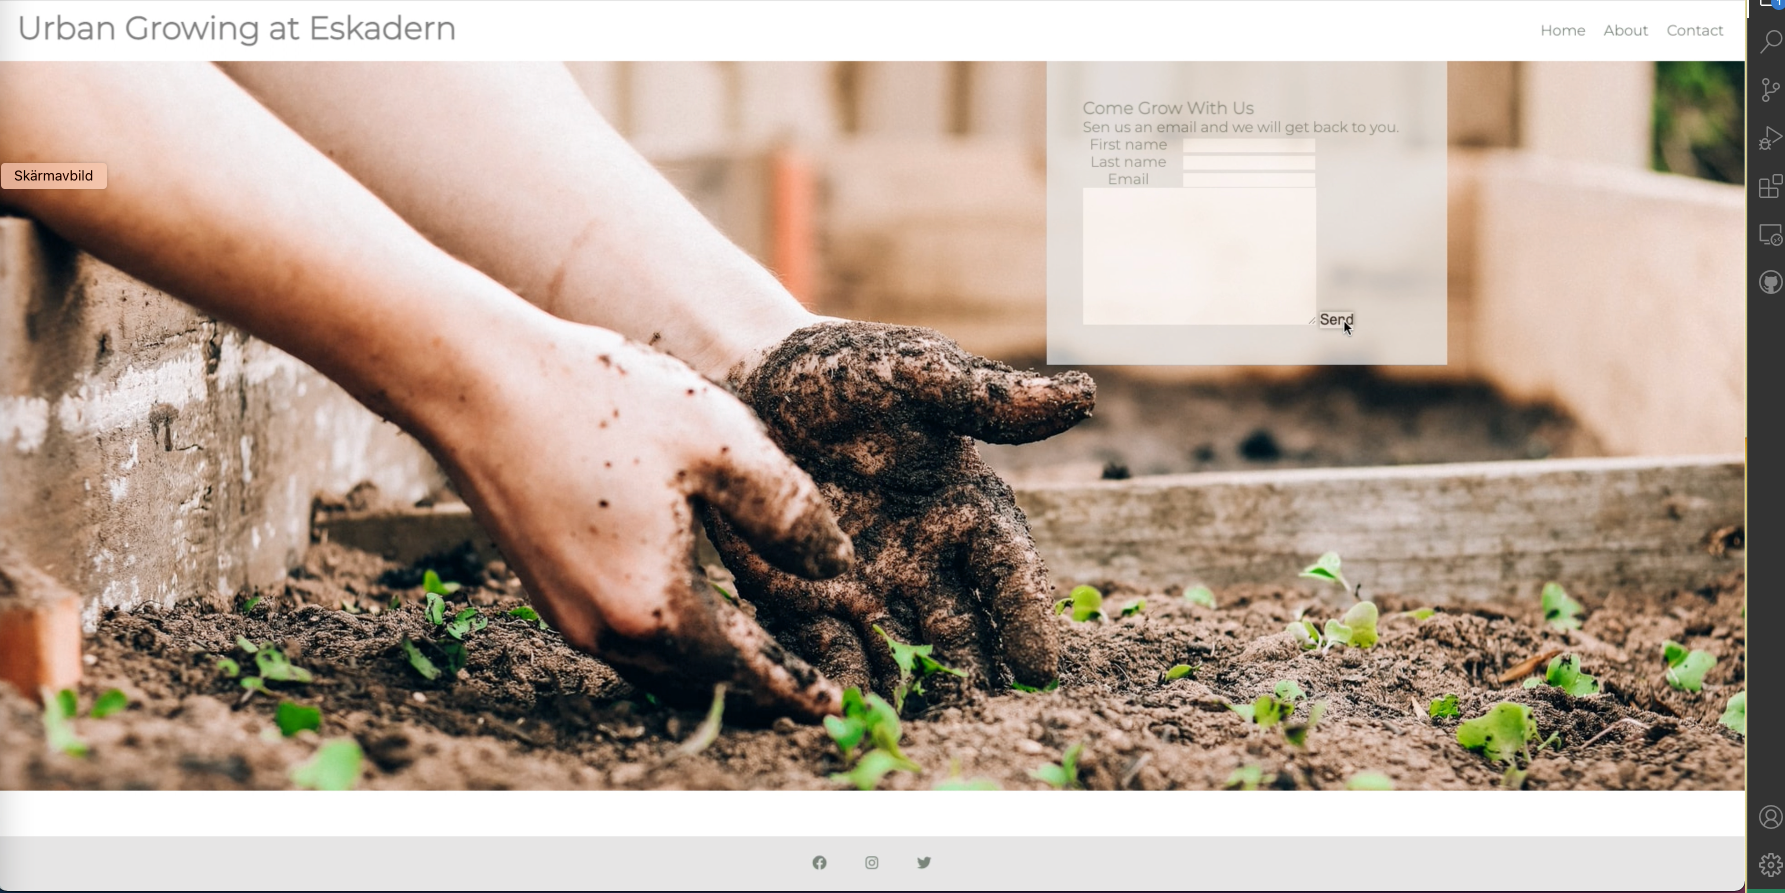 Urban Growing at Eskadern
Home About Contact
Come Grow With Us
Sen us an email and we will get back to you.
First name
Skärmavbild
Last name
Email
Send